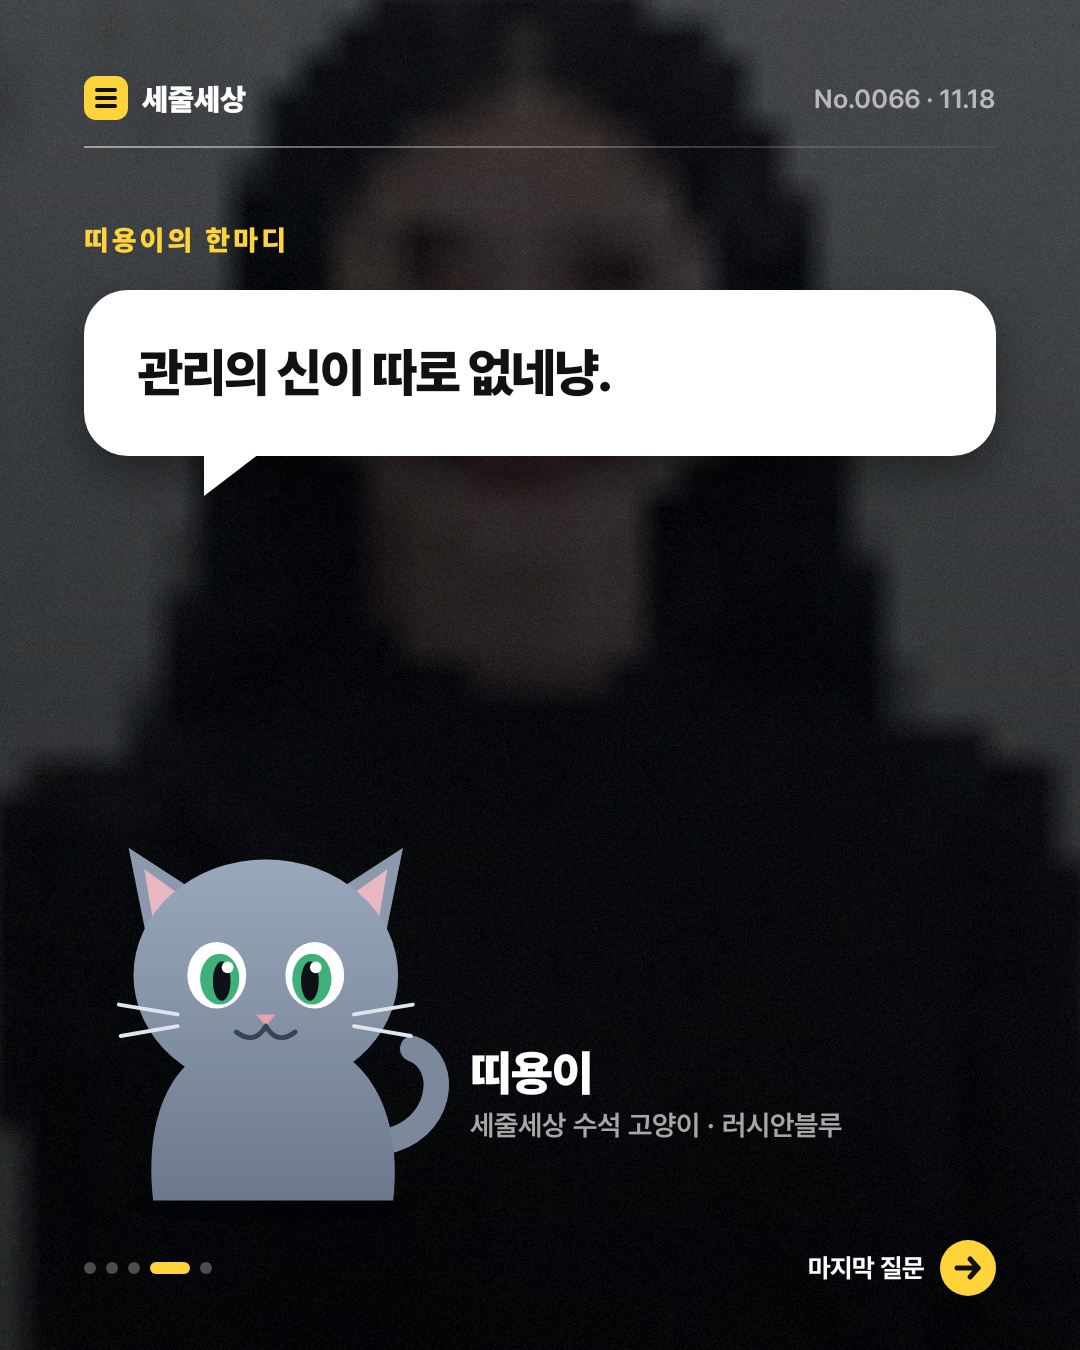 세줄세상
No.0066 · 11.18
띠용이의 한마디
관리의 신이 따로 없네냥.
띠용이
세줄세상 수석 고양이 · 러시안블루
마지막 질문